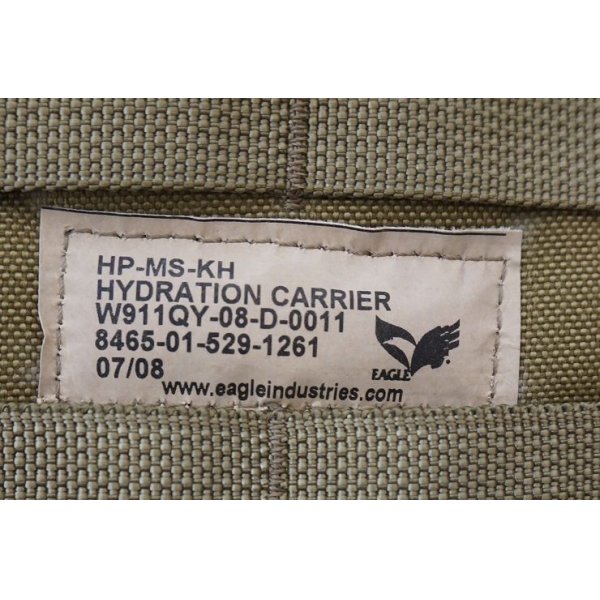 HP-MS-KH
HYDRATION CARRIER
W911QY-08-D-0011
8465-01-529-1261
07/08
EAGLE
www.eagleindustries.com